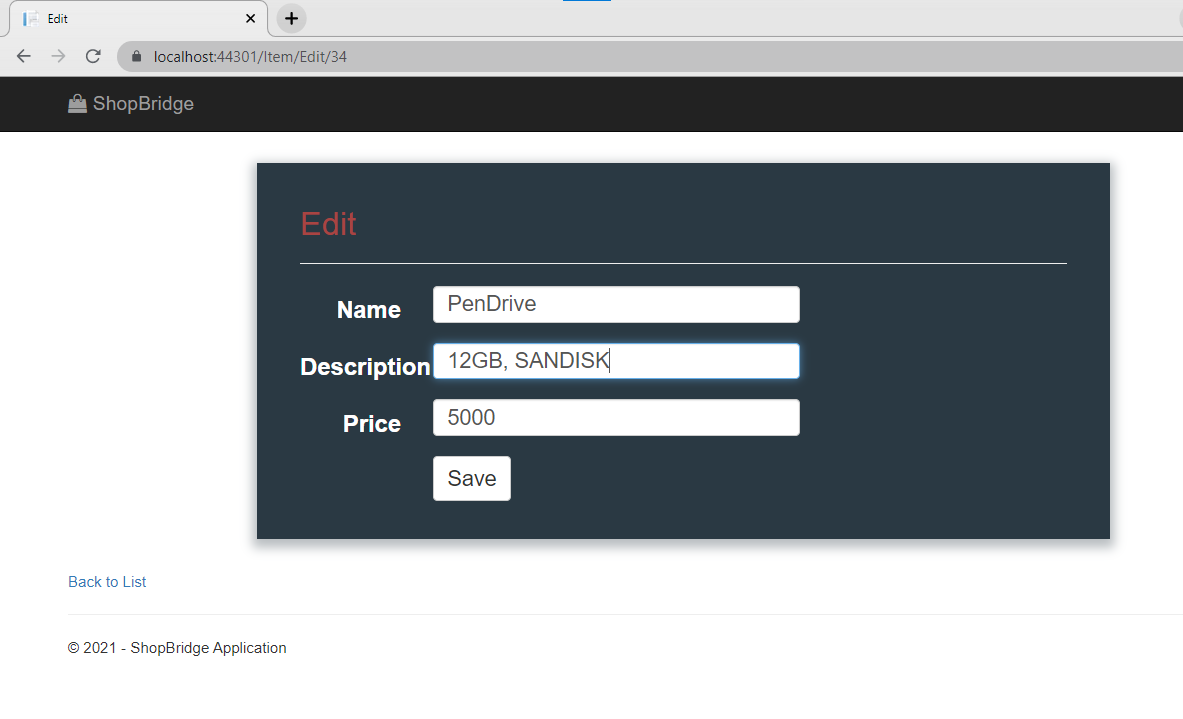 Edit
localhost:44301/Item/Edit/34
ShopBridge
Edit
Name PenDrive
Description 12GB, SANDISK
Price 5000
Save
Back to List
© 2021 - ShopBridge Application